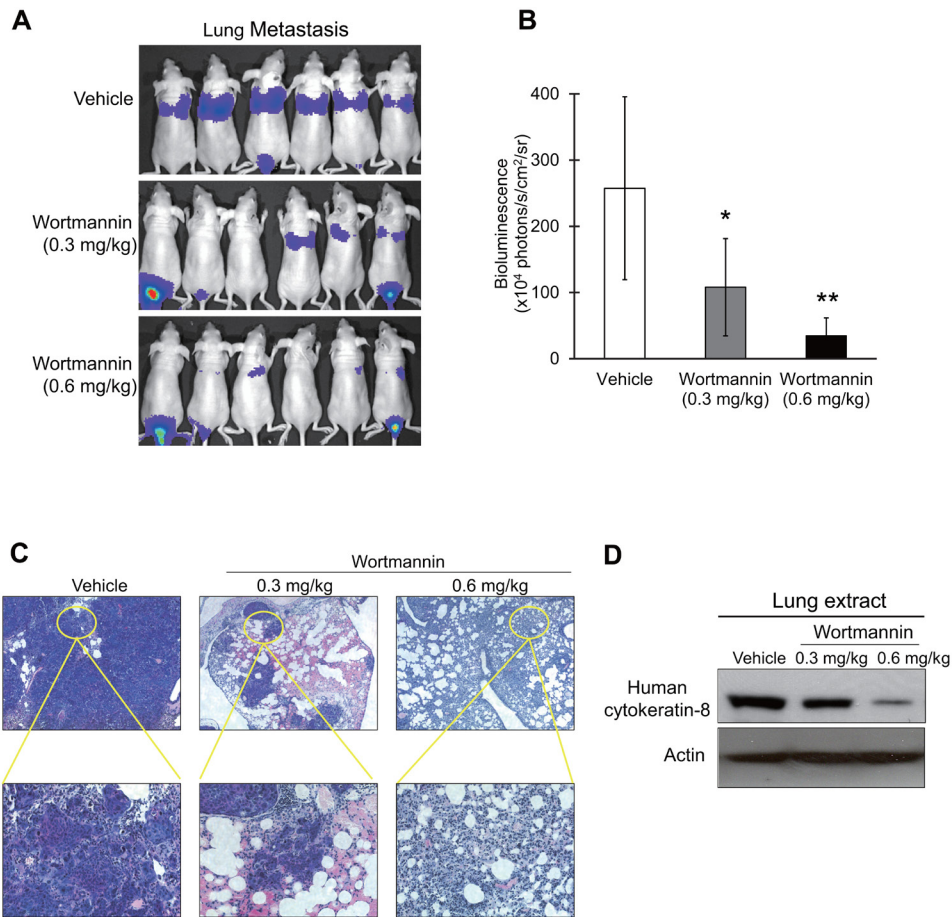 A
Lung Metastasis
Vehicle
Wortmannin
(0.3 mg/kg)
Wortmannin
(0.6 mg/kg)
B
Bioluminescence
(x10⁴ photons/s/cm²/sr)
400
300
200
100
0
*
**
Vehicle
Wortmannin
(0.3 mg/kg)
Wortmannin
(0.6 mg/kg)
C
Wortmannin
Vehicle
0.3 mg/kg
0.6 mg/kg
D
Lung extract
Wortmannin
Vehicle 0.3 mg/kg 0.6 mg/kg
Human
cytokeratin-8
Actin